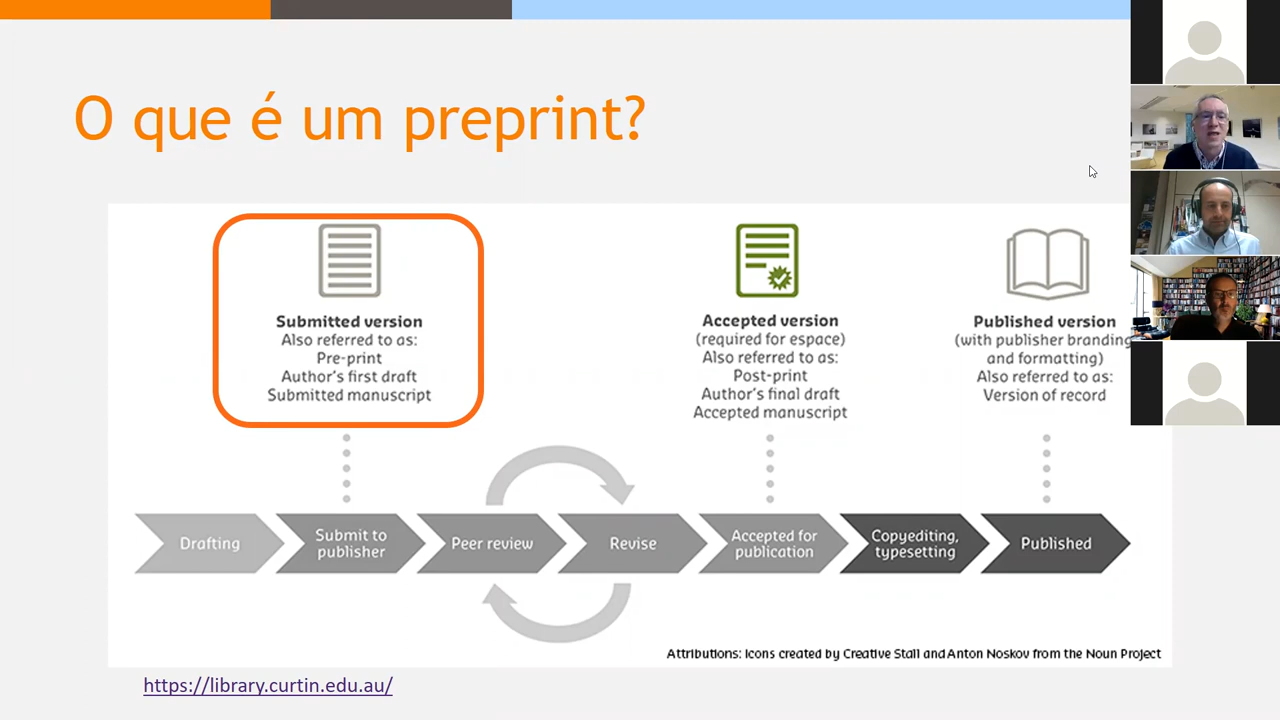 O que é um preprint?
Submitted version
Also referred to as:
Pre-print
Author's first draft
Submitted manuscript
Accepted version
(required for espace)
Also referred to as:
Post-print
Author's final draft
Accepted manuscript
Published version
(with publisher branding
and formatting)
Also referred to as:
Version of record
Drafting
Submit to
publisher
Peer review
Revise
Accepted for
publication
Copyediting,
typesetting
Published
Attributions: Icons created by Creative Stall and Anton Noskov from the Noun Project
https://library.curtin.edu.au/